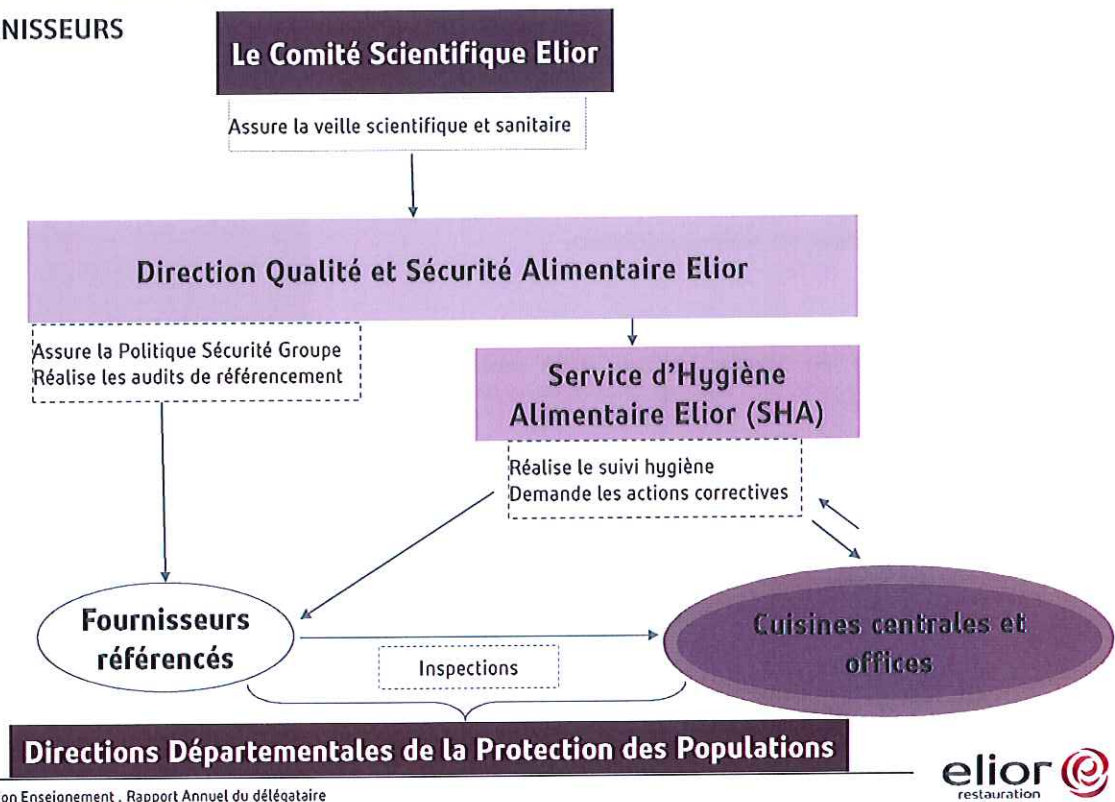 NISSEURS
Le Comité Scientifique Elior
Assure la veille scientifique et sanitaire
Direction Qualité et Sécurité Alimentaire Elior
Assure la Politique Sécurité Groupe
Réalise les audits de référencement
Service d'Hygiène
Alimentaire Elior (SHA)
Réalise le suivi hygiène
Demande les actions correctives
Fournisseurs
référencés
Inspections
Cuisines centrales et
offices
Directions Départementales de la Protection des Populations
on Enseignement . Rapport Annuel du délégataire
elior
restauration